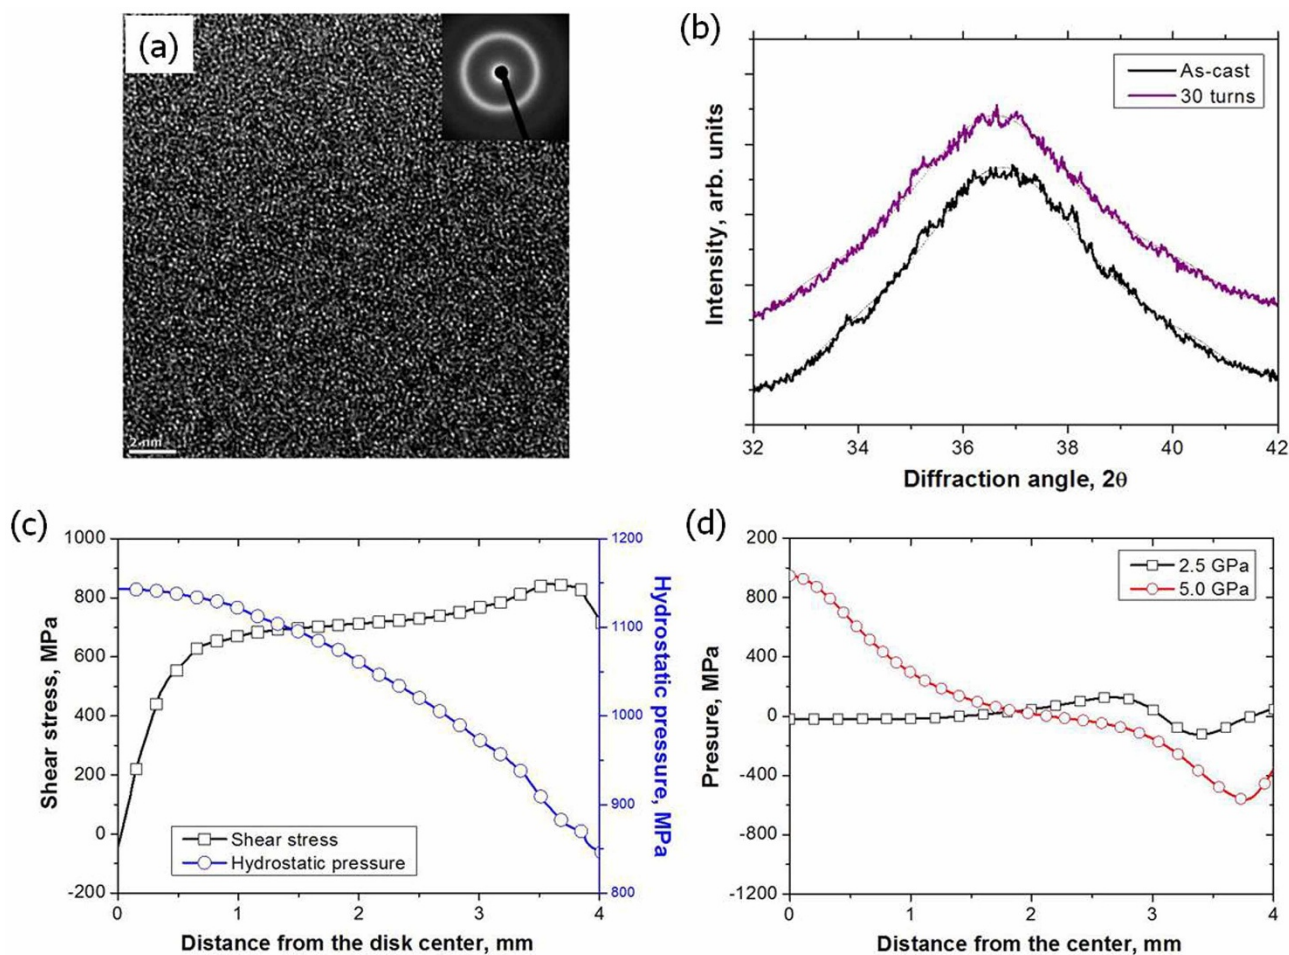 (a)
2 nm
(b)
As-cast
30 turns
Intensity, arb. units
32 34 36 38 40 42
Diffraction angle, 2θ
(c)
1000
800
600
400
200
0
-200
Shear stress, MPa
1200
1100
1000
900
800
Hydrostatic pressure, MPa
Shear stress
Hydrostatic pressure
0 1 2 3 4
Distance from the disk center, mm
(d)
200
800
400
0
-400
-800
-1200
Presure, MPa
2.5 GPa
5.0 GPa
0 1 2 3 4
Distance from the center, mm